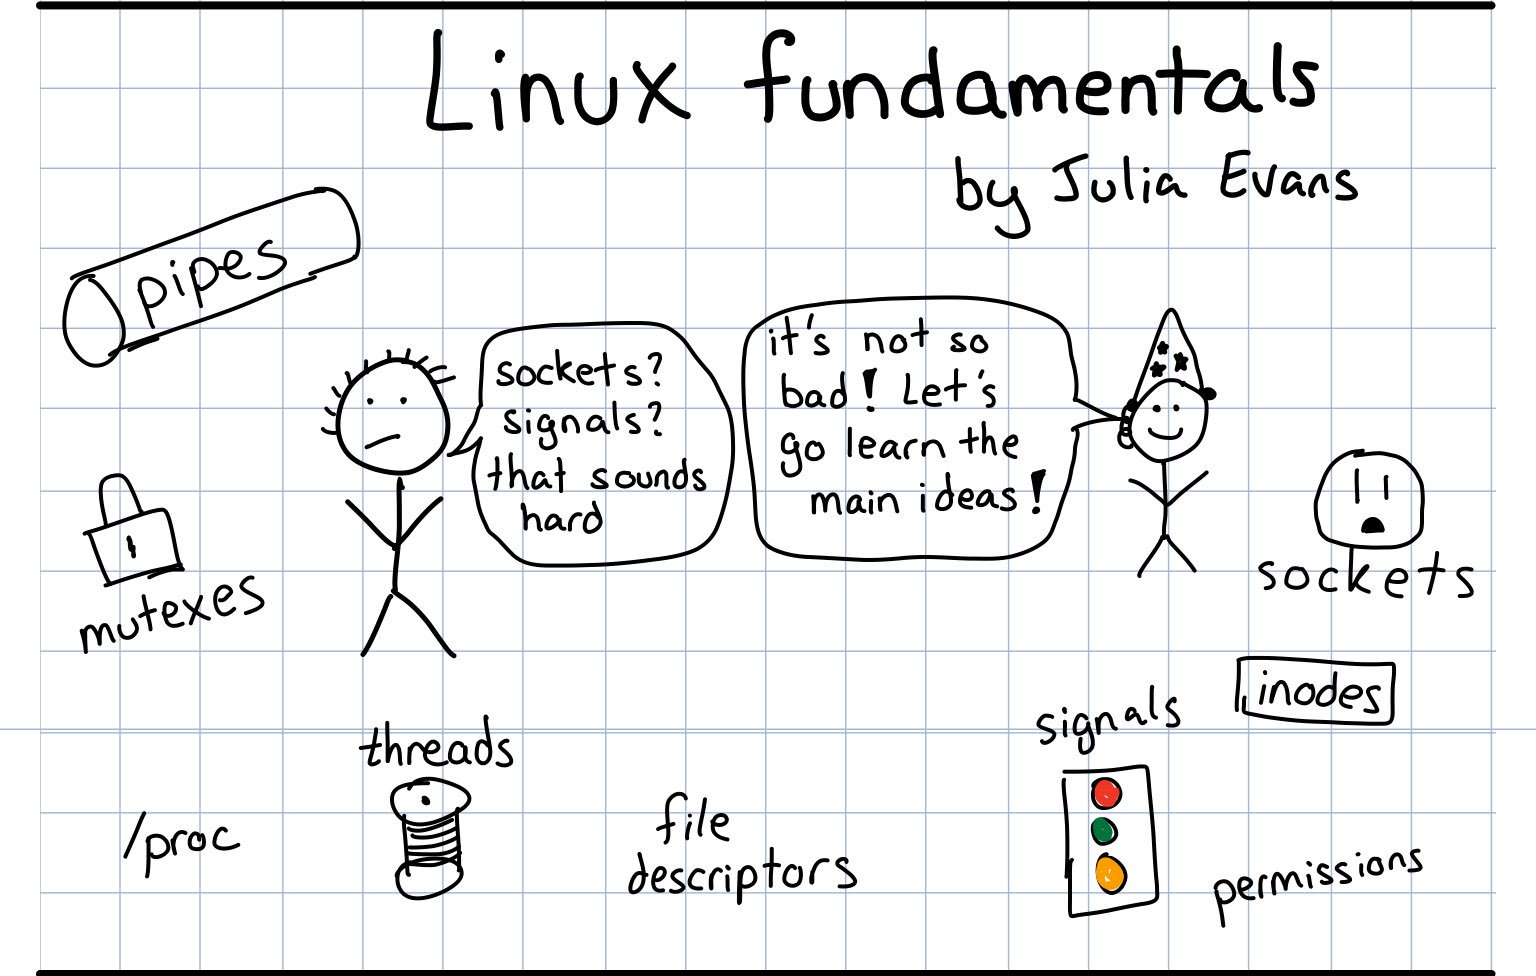 Linux fundamentals
by Julia Evans
pipes
sockets?
signals?
that sounds
hard
it's not so
bad! Let's
go learn the
main ideas!
mutexes
sockets
inodes
signals
threads
/proc
file
descriptors
permissions